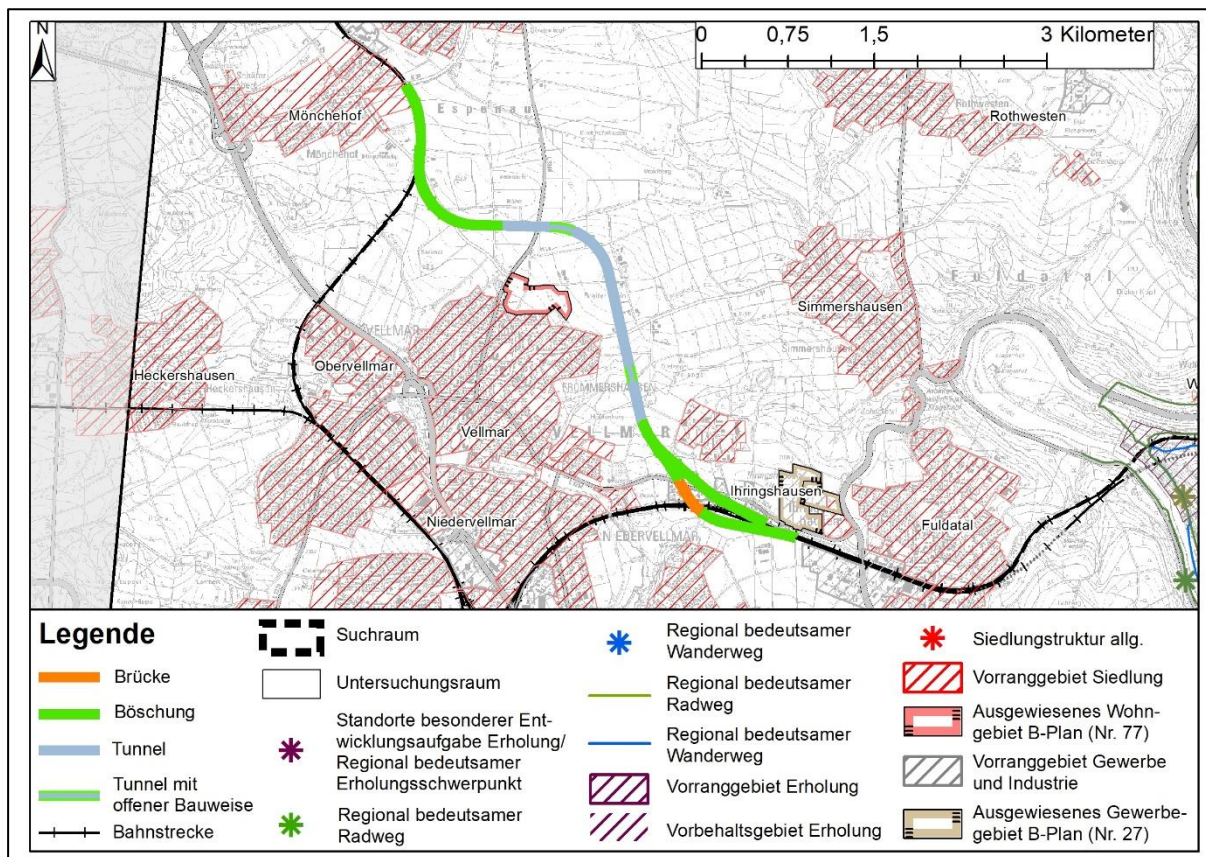 N
0 0,75 1,5 3 Kilometer
Mönchehof
Espenau
Mönchehof
Rothwesten
Rothwesten
Fuldatal
Simmershausen
Simmershausen
Obervellmar
Heckershausen
Heckershausen
FROMMERSHAUSEN
Vellmar
VELLMAR
Ihringshausen
Niedervellmar
Fuldatal
Legende
Brücke
Böschung
Tunnel
Tunnel mit
offener Bauweise
Bahnstrecke
Suchraum
Untersuchungsraum
Standorte besonderer Ent-
wicklungsaufgabe Erholung/
Regional bedeutsamer
Erholungsschwerpunkt
Regional bedeutsamer
Radweg
Regional bedeutsamer
Wanderweg
Regional bedeutsamer
Radweg
Regional bedeutsamer
Wanderweg
Vorranggebiet Erholung
Vorbehaltsgebiet Erholung
Siedlungstruktur allg.
Vorranggebiet Siedlung
Ausgewiesenes Wohn-
gebiet B-Plan (Nr. 77)
Vorranggebiet Gewerbe
und Industrie
Ausgewiesenes Gewerbe-
gebiet B-Plan (Nr. 27)